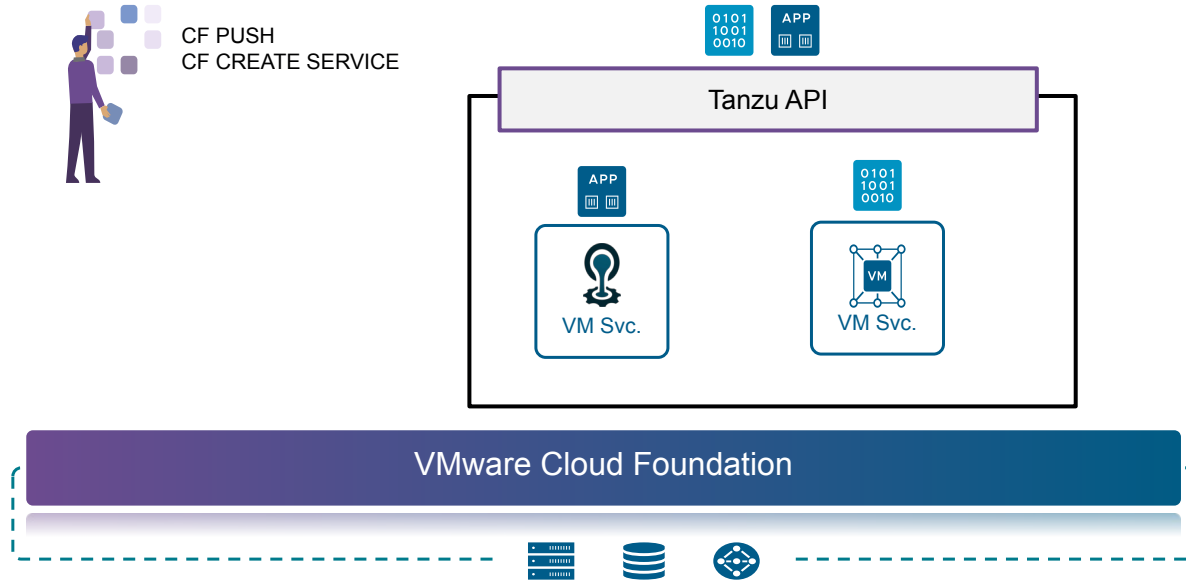 CF PUSH
CF CREATE SERVICE
0101
1001
0010
APP
Tanzu API
APP
0101
1001
0010
VM Svc.
VM
VM Svc.
VMware Cloud Foundation